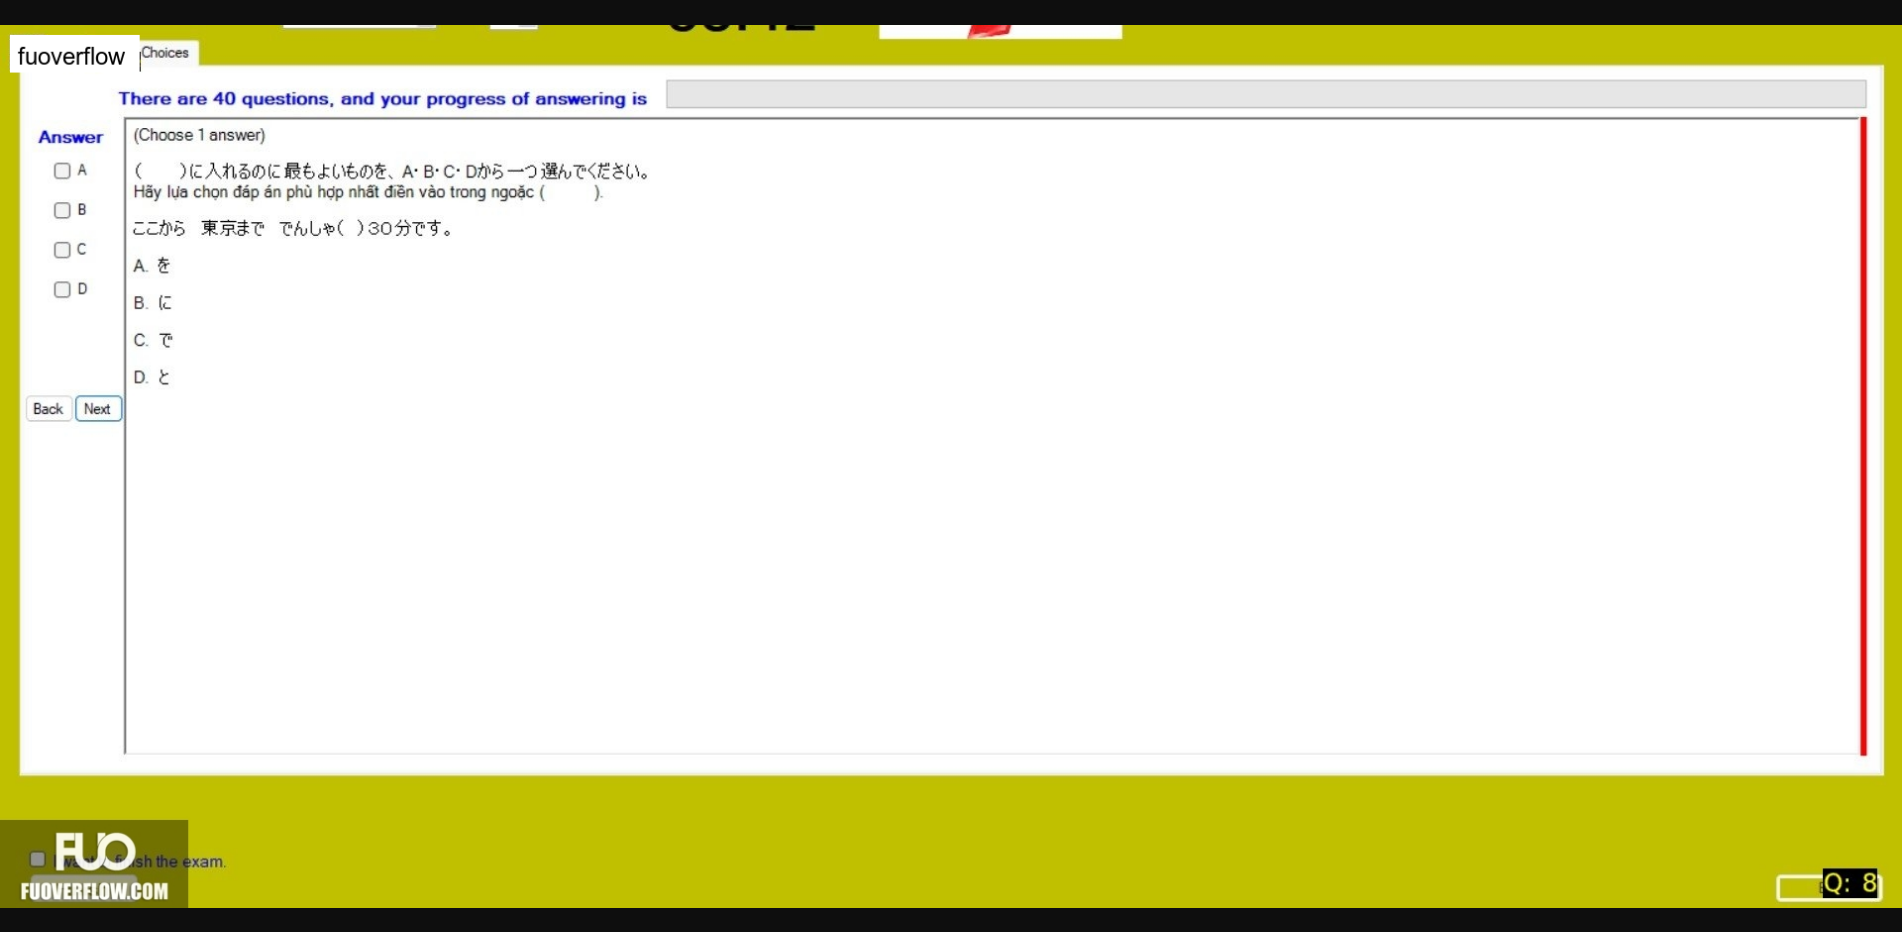 fuoverflow
Choices
There are 40 questions, and your progress of answering is
Answer
(Choose 1 answer)
A
(　　)に入れるのに最もよいものを、A・B・C・Dから一つ選んでください。
Hãy lựa chọn đáp án phù hợp nhất điền vào trong ngoặc (　　).
B
ここから　東京まで　でんしゃ(　)30分です。
C
A. を
D
B. に
C. で
D. と
Back
Next
FUO
finish the exam.
FUOVERFLOW.COM
Q: 8